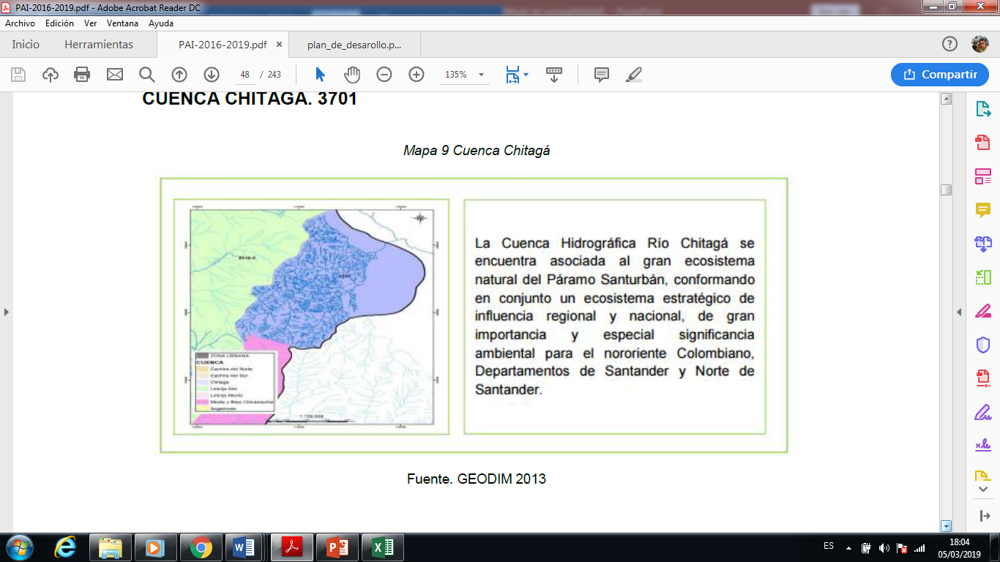 PAI-2016-2019.pdf - Adobe Acrobat Reader DC
Archivo Edición Ver Ventana Ayuda
Inicio Herramientas PAI-2016-2019.pdf plan_de_desarollo.p...
48 / 243 135% Compartir
CUENCA CHITAGA. 3701
Mapa 9 Cuenca Chitagá
La Cuenca Hidrográfica Río Chitagá se
encuentra asociada al gran ecosistema
natural del Páramo Santurbán, conformando
en conjunto un ecosistema estratégico de
influencia regional y nacional, de gran
importancia y especial significancia
ambiental para el nororiente Colombiano,
Departamentos de Santander y Norte de
Santander.
3701
ZONA URBANA
CUENCA
Cachira del Norte
Cachira del Sur
Chitaga
Lebrija Alto
Lebrija Medio
Medio y Bajo Chicamocha
Sogamoso
Fuente. GEODIM 2013
ES
18:04
05/03/2019